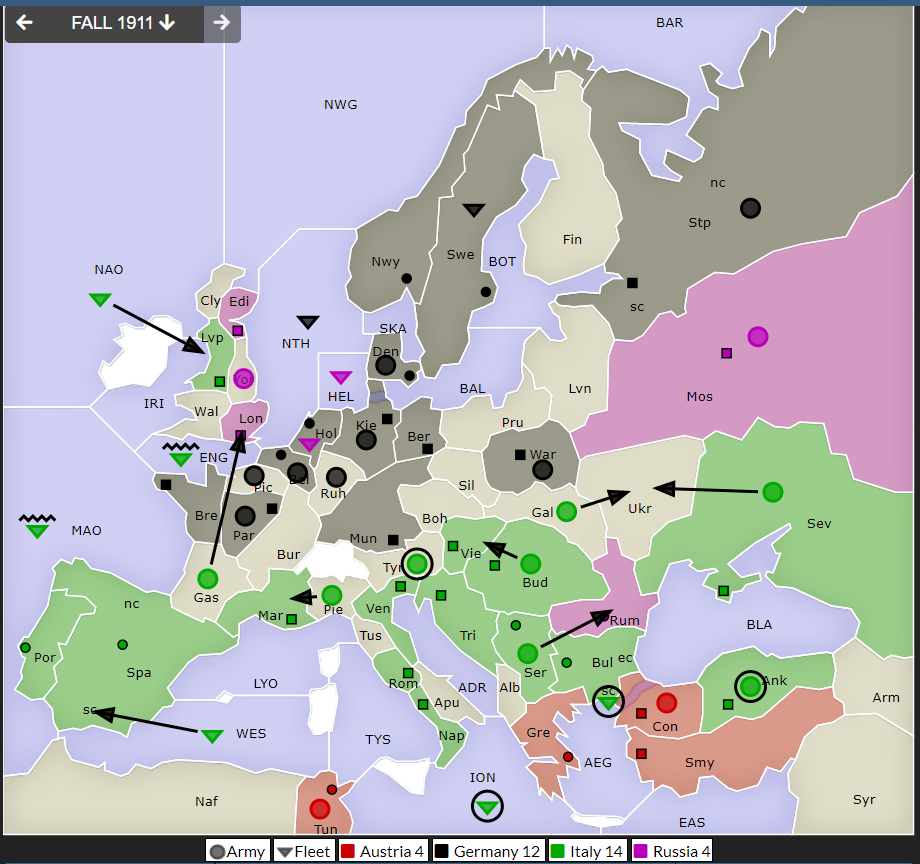 FALL 1911
BAR
NWG
nc
Stp
Fin
Swe
Nwy
BOT
NAO
Cly
Edi
sc
SKA
Lvp
NTH
Den
Yor
HEL
BAL
Lvn
Mos
IRI
Wal
Lon
Hol
Kie
Ber
Pru
ENG
War
Bel
Pic
Ruh
Sil
Gal
Ukr
Bre
Boh
Sev
MAO
Par
Mun
Bur
Vie
Tyr
Bud
Gas
nc
Mar
Pie
Ven
Rum
BLA
Tus
Tri
Por
Spa
Bul
ec
Ser
LYO
Rom
ADR
Alb
Ank
sc
sc
Apu
Arm
Con
WES
TYS
Nap
Gre
AEG
Smy
ION
Naf
Syr
EAS
Tun
Army
Fleet
Austria 4
Germany 12
Italy 14
Russia 4